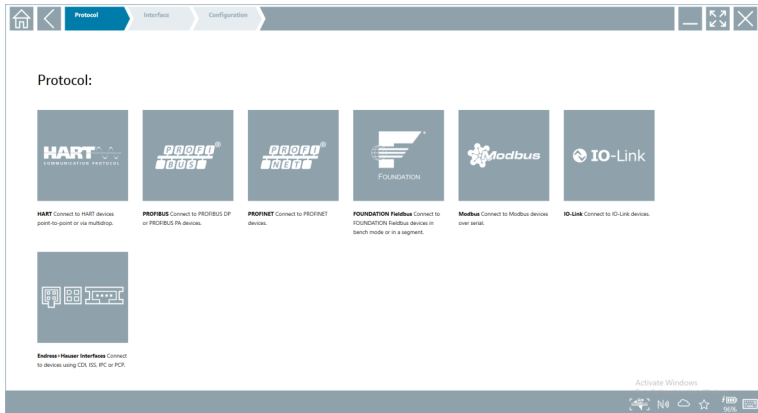 Protocol
Interface
Configuration
Protocol:
HART
COMMUNICATION PROTOCOL
PROFI®
BUS
PROFI®
NET
FOUNDATION
Modbus
IO-Link
HART Connect to HART devices
point-to-point or via multidrop.
PROFIBUS Connect to PROFIBUS DP
or PROFIBUS PA devices.
PROFINET Connect to PROFINET
devices.
FOUNDATION Fieldbus Connect to
FOUNDATION Fieldbus devices in
bench mode or in a segment.
Modbus Connect to Modbus devices
over serial.
IO-Link Connect to IO-Link devices.
Endress+Hauser Interfaces Connect
to devices using CDI, ISS, IPC or PCP.
Activate Windows
96%